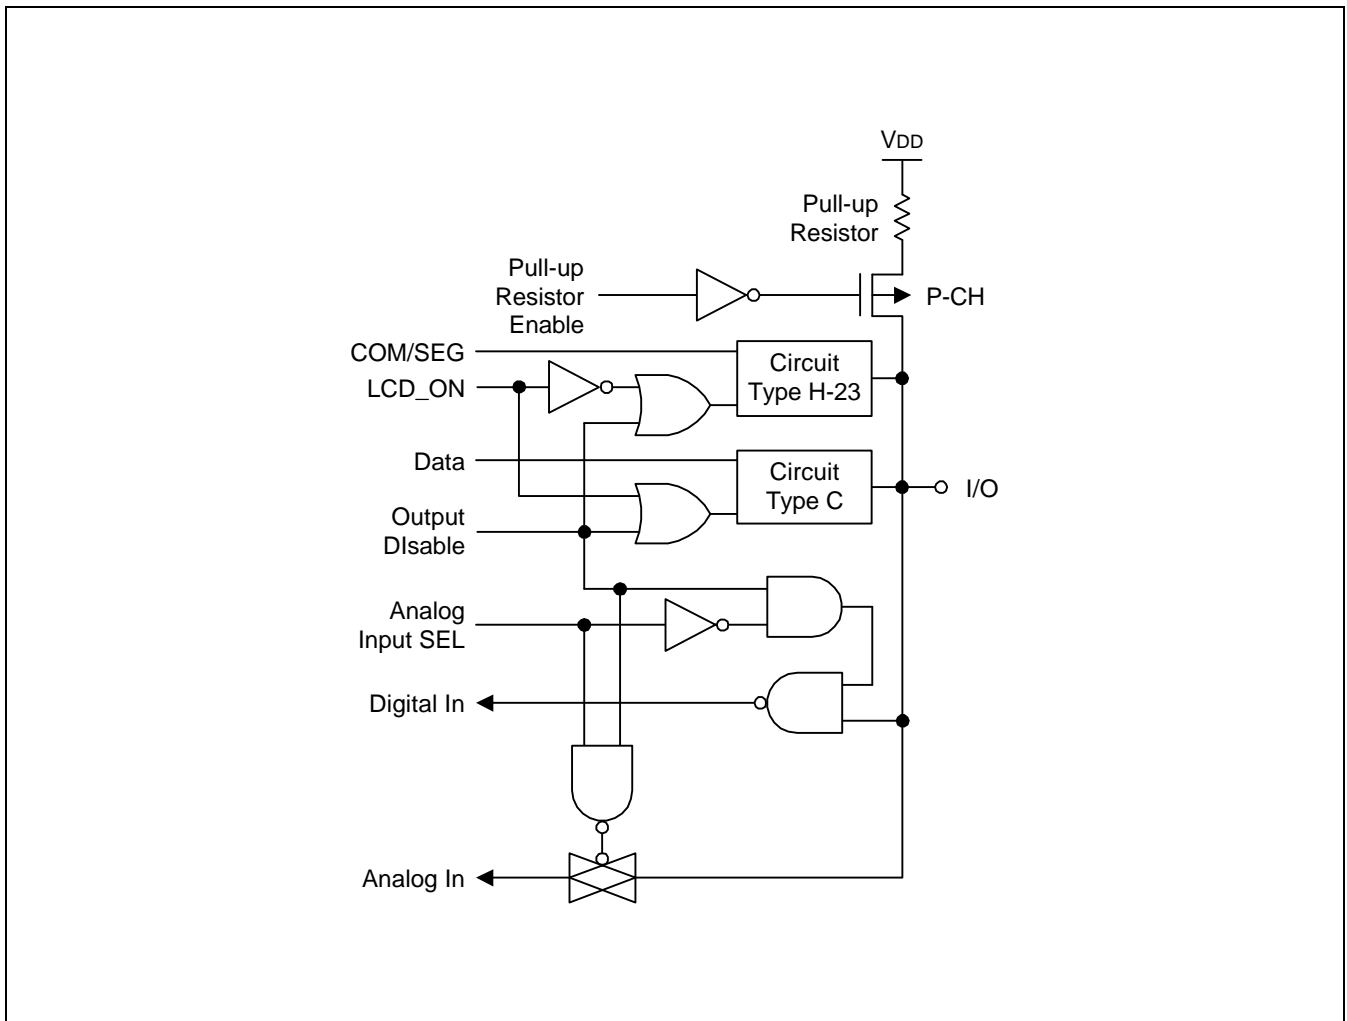 VDD
Pull-up
Resistor
Pull-up
Resistor
Enable
P-CH
COM/SEG
LCD_ON
Circuit
Type H-23
Data
Circuit
Type C
I/O
Output
DIsable
Analog
Input SEL
Digital In
Analog In